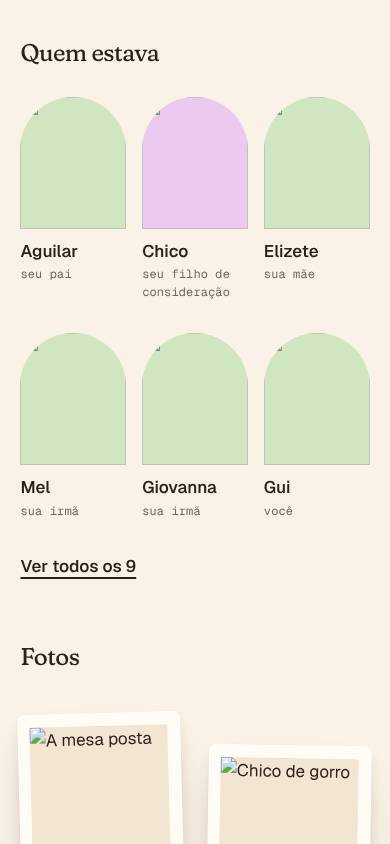 Quem estava
Aguilar
seu pai
Chico
seu filho de
consideração
Elizete
sua mãe
Mel
sua irmã
Giovanna
sua irmã
Gui
você
Ver todos os 9
Fotos
A mesa posta
Chico de gorro